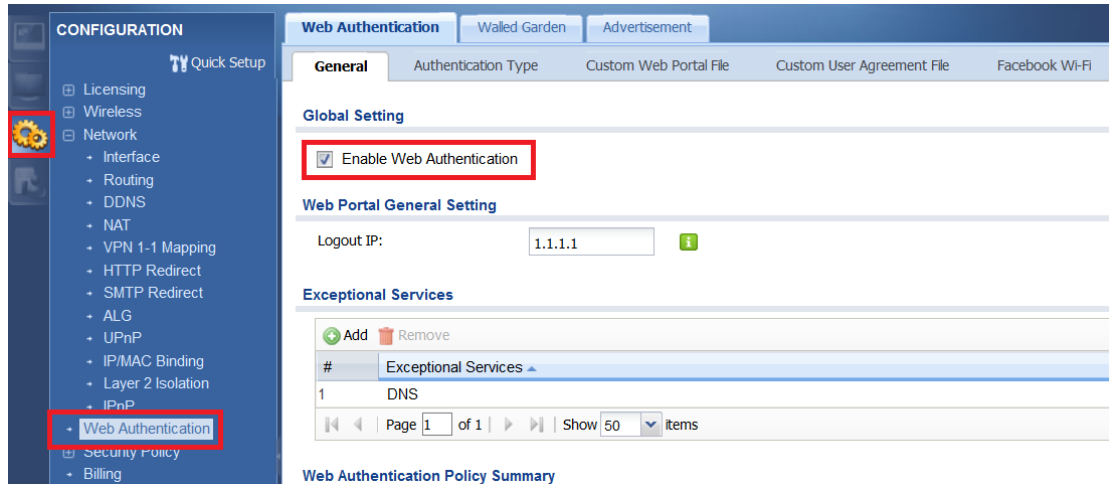 CONFIGURATION
Quick Setup
Licensing
Wireless
Network
Interface
Routing
DDNS
NAT
VPN 1-1 Mapping
HTTP Redirect
SMTP Redirect
ALG
UPnP
IP/MAC Binding
Layer 2 Isolation
IPnP
Web Authentication
Security Policy
Billing
Web Authentication Walled Garden Advertisement
General Authentication Type Custom Web Portal File Custom User Agreement File Facebook Wi-Fi
Global Setting
Enable Web Authentication
Web Portal General Setting
Logout IP: 1.1.1.1
Exceptional Services
Add Remove
# Exceptional Services
1 DNS
Page 1 of 1 Show 50 items
Web Authentication Policy Summary